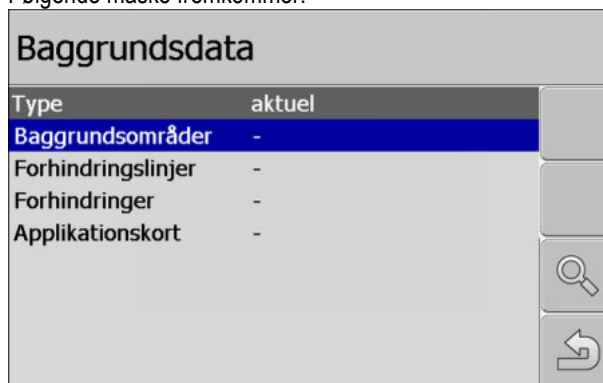 Følgende maske fremkommer:
Baggrundsdata
Type aktuel
Baggrundsområder -
Forhindringslinjer -
Forhindringer -
Applikationskort -